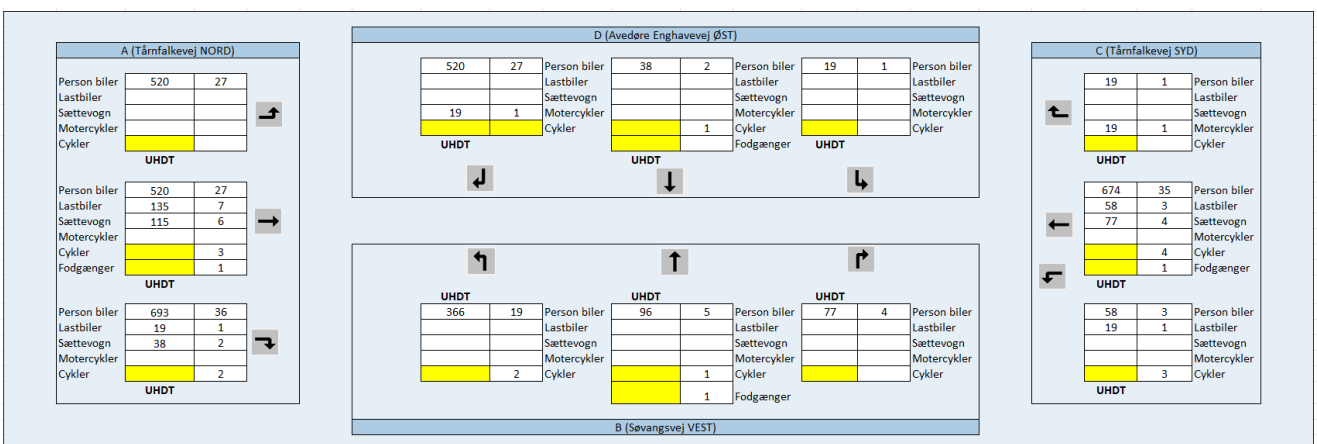 A (Tårnfalkevej NORD)
Person biler 520 27
Lastbiler
Sættevogn
Motercykler
Cykler
UHDT
Person biler 520 27
Lastbiler 135 7
Sættevogn 115 6
Motercykler
Cykler 3
Fodgænger 1
UHDT
Person biler 693 36
Lastbiler 19 1
Sættevogn 38 2
Motercykler
Cykler 2
UHDT
D (Avedøre Enghavevej ØST)
520 27 Person biler 38 2 Person biler 19 1 Person biler
Lastbiler Lastbiler Lastbiler
Sættevogn Sættevogn Sættevogn
19 1 Motercykler Motercykler Motercykler
Cykler 1 Cykler Cykler
UHDT Fodgænger UHDT
UHDT
UHDT UHDT UHDT
366 19 Person biler 96 5 Person biler 77 4 Person biler
Lastbiler Lastbiler Lastbiler
Sættevogn Sættevogn Sættevogn
Motercykler Motercykler Motercykler
2 Cykler 1 Cykler Cykler
1 Fodgænger
B (Søvangsvej VEST)
C (Tårnfalkevej SYD)
19 1 Person biler
Lastbiler
Sættevogn
19 1 Motercykler
Cykler
UHDT
674 35 Person biler
58 3 Lastbiler
77 4 Sættevogn
Motercykler
4 Cykler
1 Fodgænger
UHDT
58 3 Person biler
19 1 Lastbiler
Sættevogn
Motercykler
3 Cykler
UHDT